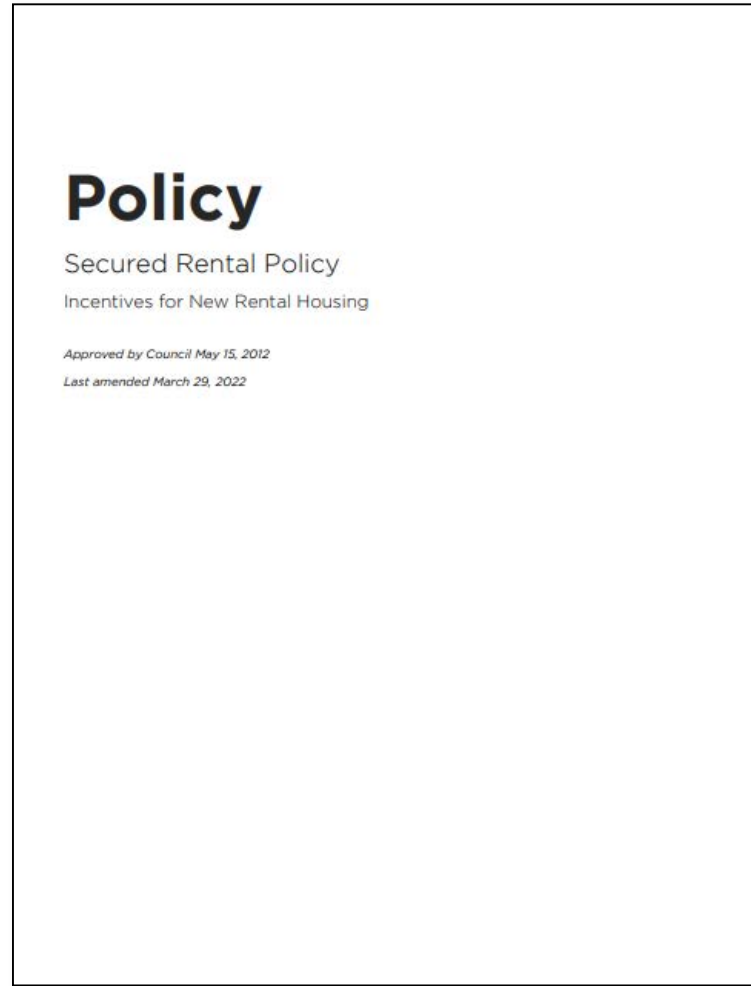 Policy
Secured Rental Policy
Incentives for New Rental Housing
Approved by Council May 15, 2012
Last amended March 29, 2022